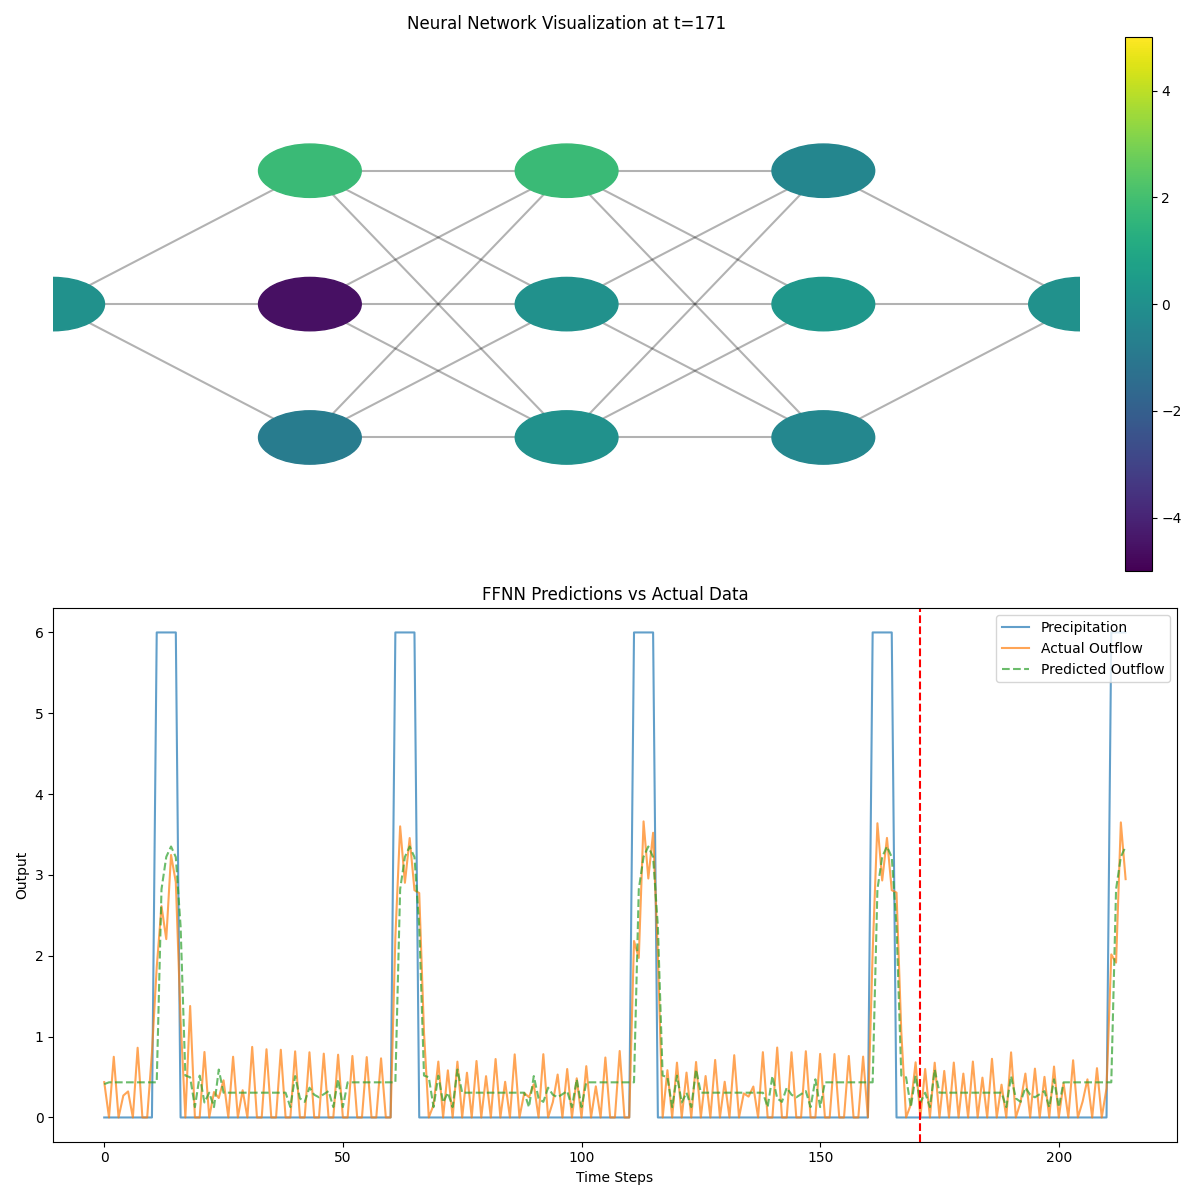 Neural Network Visualization at t=171
4
2
0
−2
−4
FFNN Predictions vs Actual Data
6
5
4
3
2
1
0
Output
Precipitation
Actual Outflow
Predicted Outflow
0 50 100 150 200
Time Steps